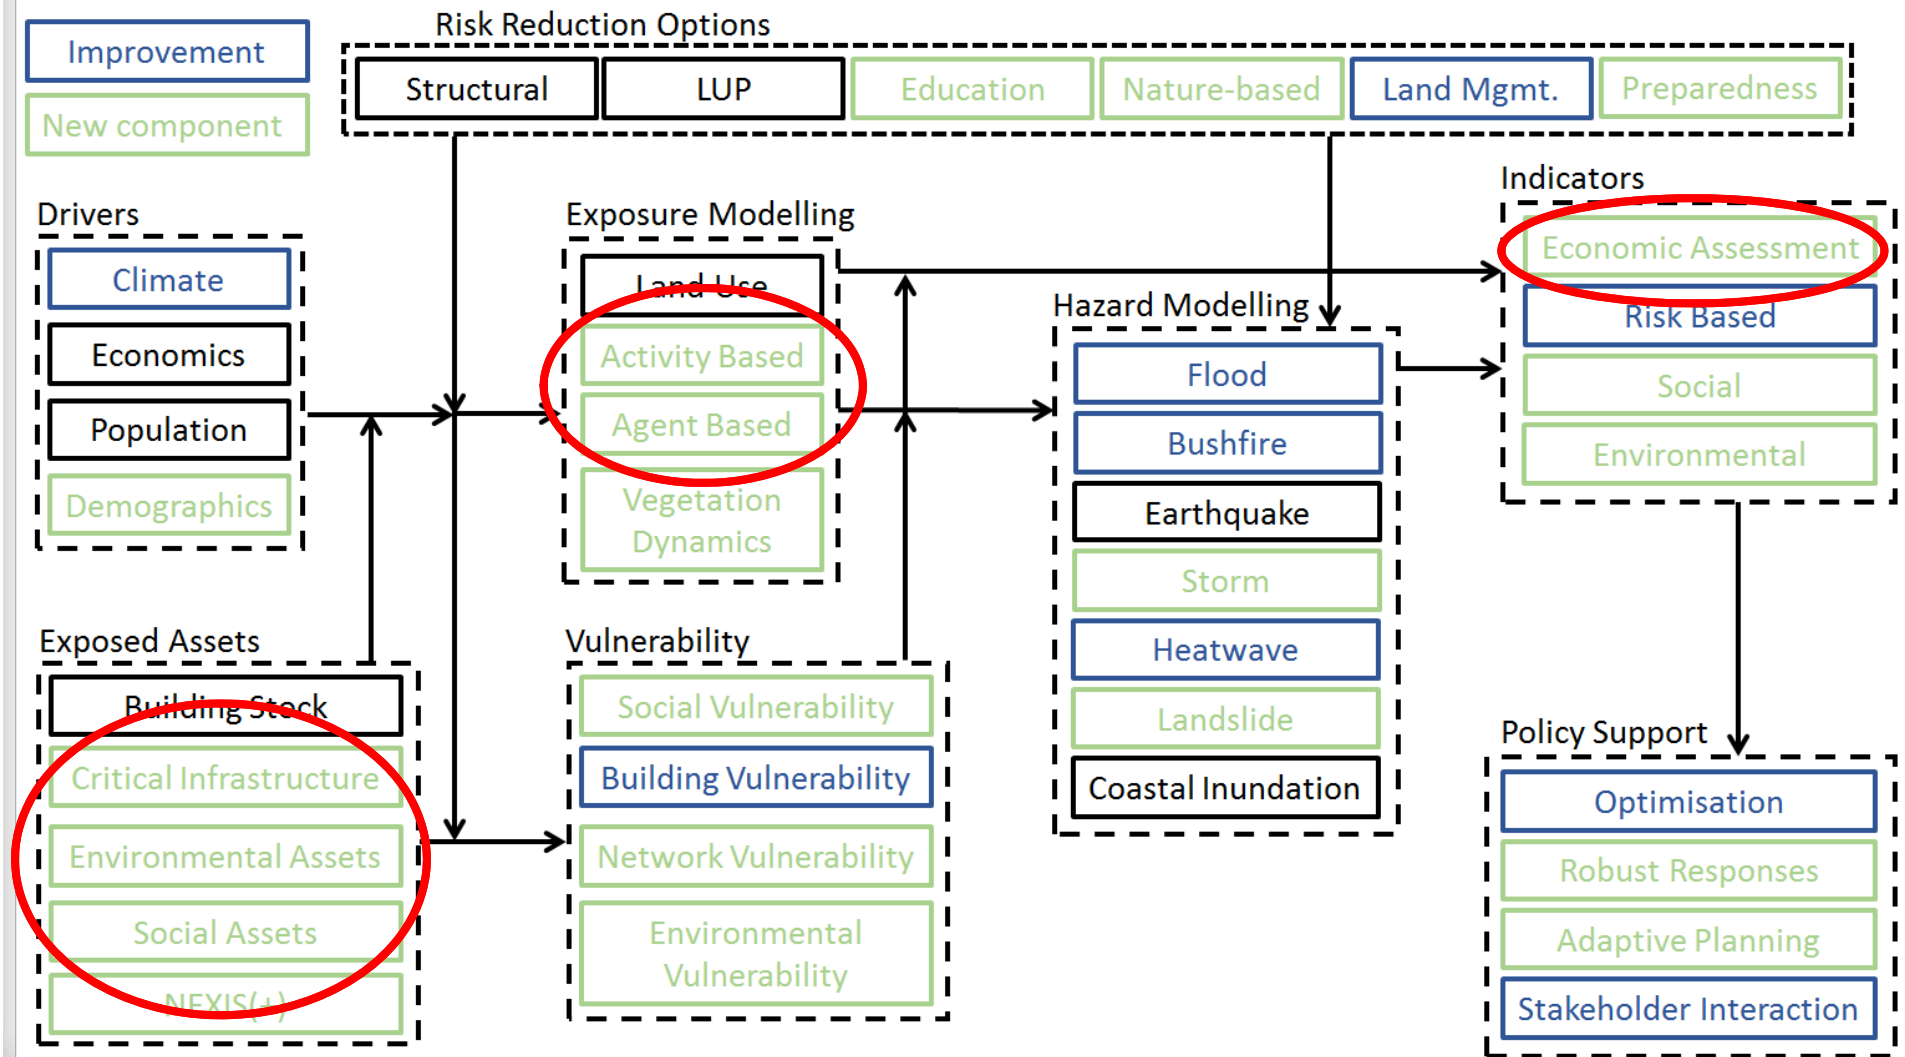 Improvement
New component
Risk Reduction Options
Structural
LUP
Education
Nature-based
Land Mgmt.
Preparedness
Drivers
Climate
Economics
Population
Demographics
Exposure Modelling
Land Use
Activity Based
Agent Based
Vegetation
Dynamics
Hazard Modelling
Flood
Bushfire
Earthquake
Storm
Heatwave
Landslide
Coastal Inundation
Indicators
Economic Assessment
Risk Based
Social
Environmental
Exposed Assets
Building Stock
Critical Infrastructure
Environmental Assets
Social Assets
NEXIS(+)
Vulnerability
Social Vulnerability
Building Vulnerability
Network Vulnerability
Environmental
Vulnerability
Policy Support
Optimisation
Robust Responses
Adaptive Planning
Stakeholder Interaction